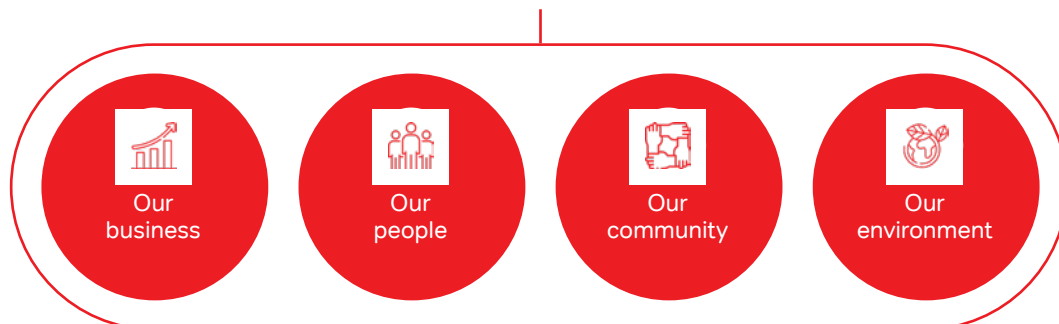 Our
business
Our
people
Our
community
Our
environment